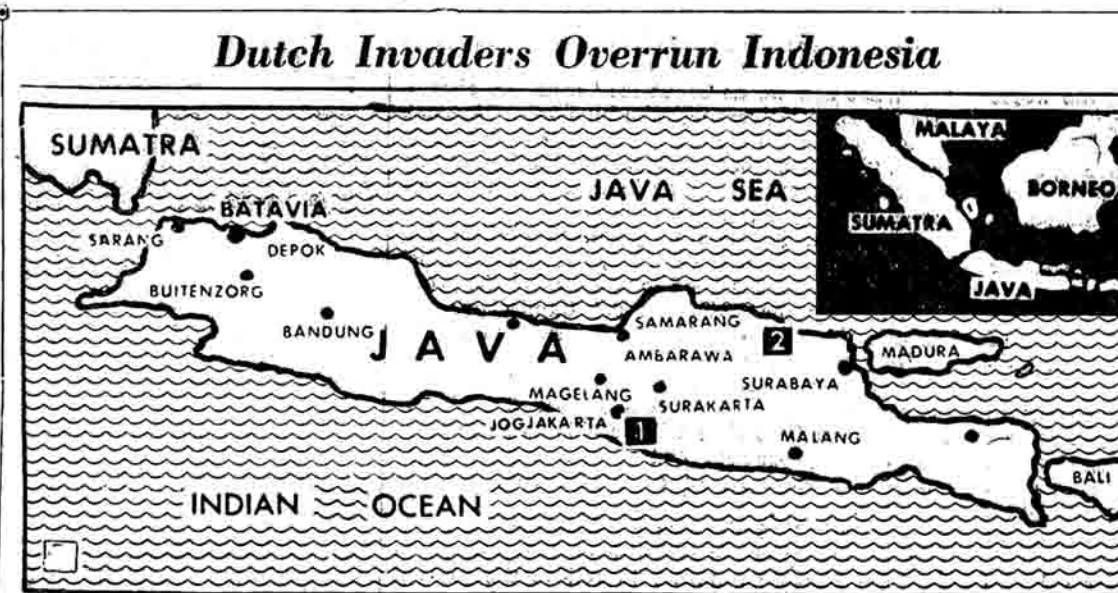 Dutch Invaders Overrun Indonesia
SUMATRA
MALAYA
BORNEO
SUMATRA
JAVA
JAVA SEA
BATAVIA
SARANG
DEPOK
BUITENZORG
BANDUNG
JAVA
SAMARANG
2
AMBARAWA
MADURA
MAGELANG
SURABAYA
SURAKARTA
JOGJAKARTA
1
MALANG
BALI
INDIAN OCEAN